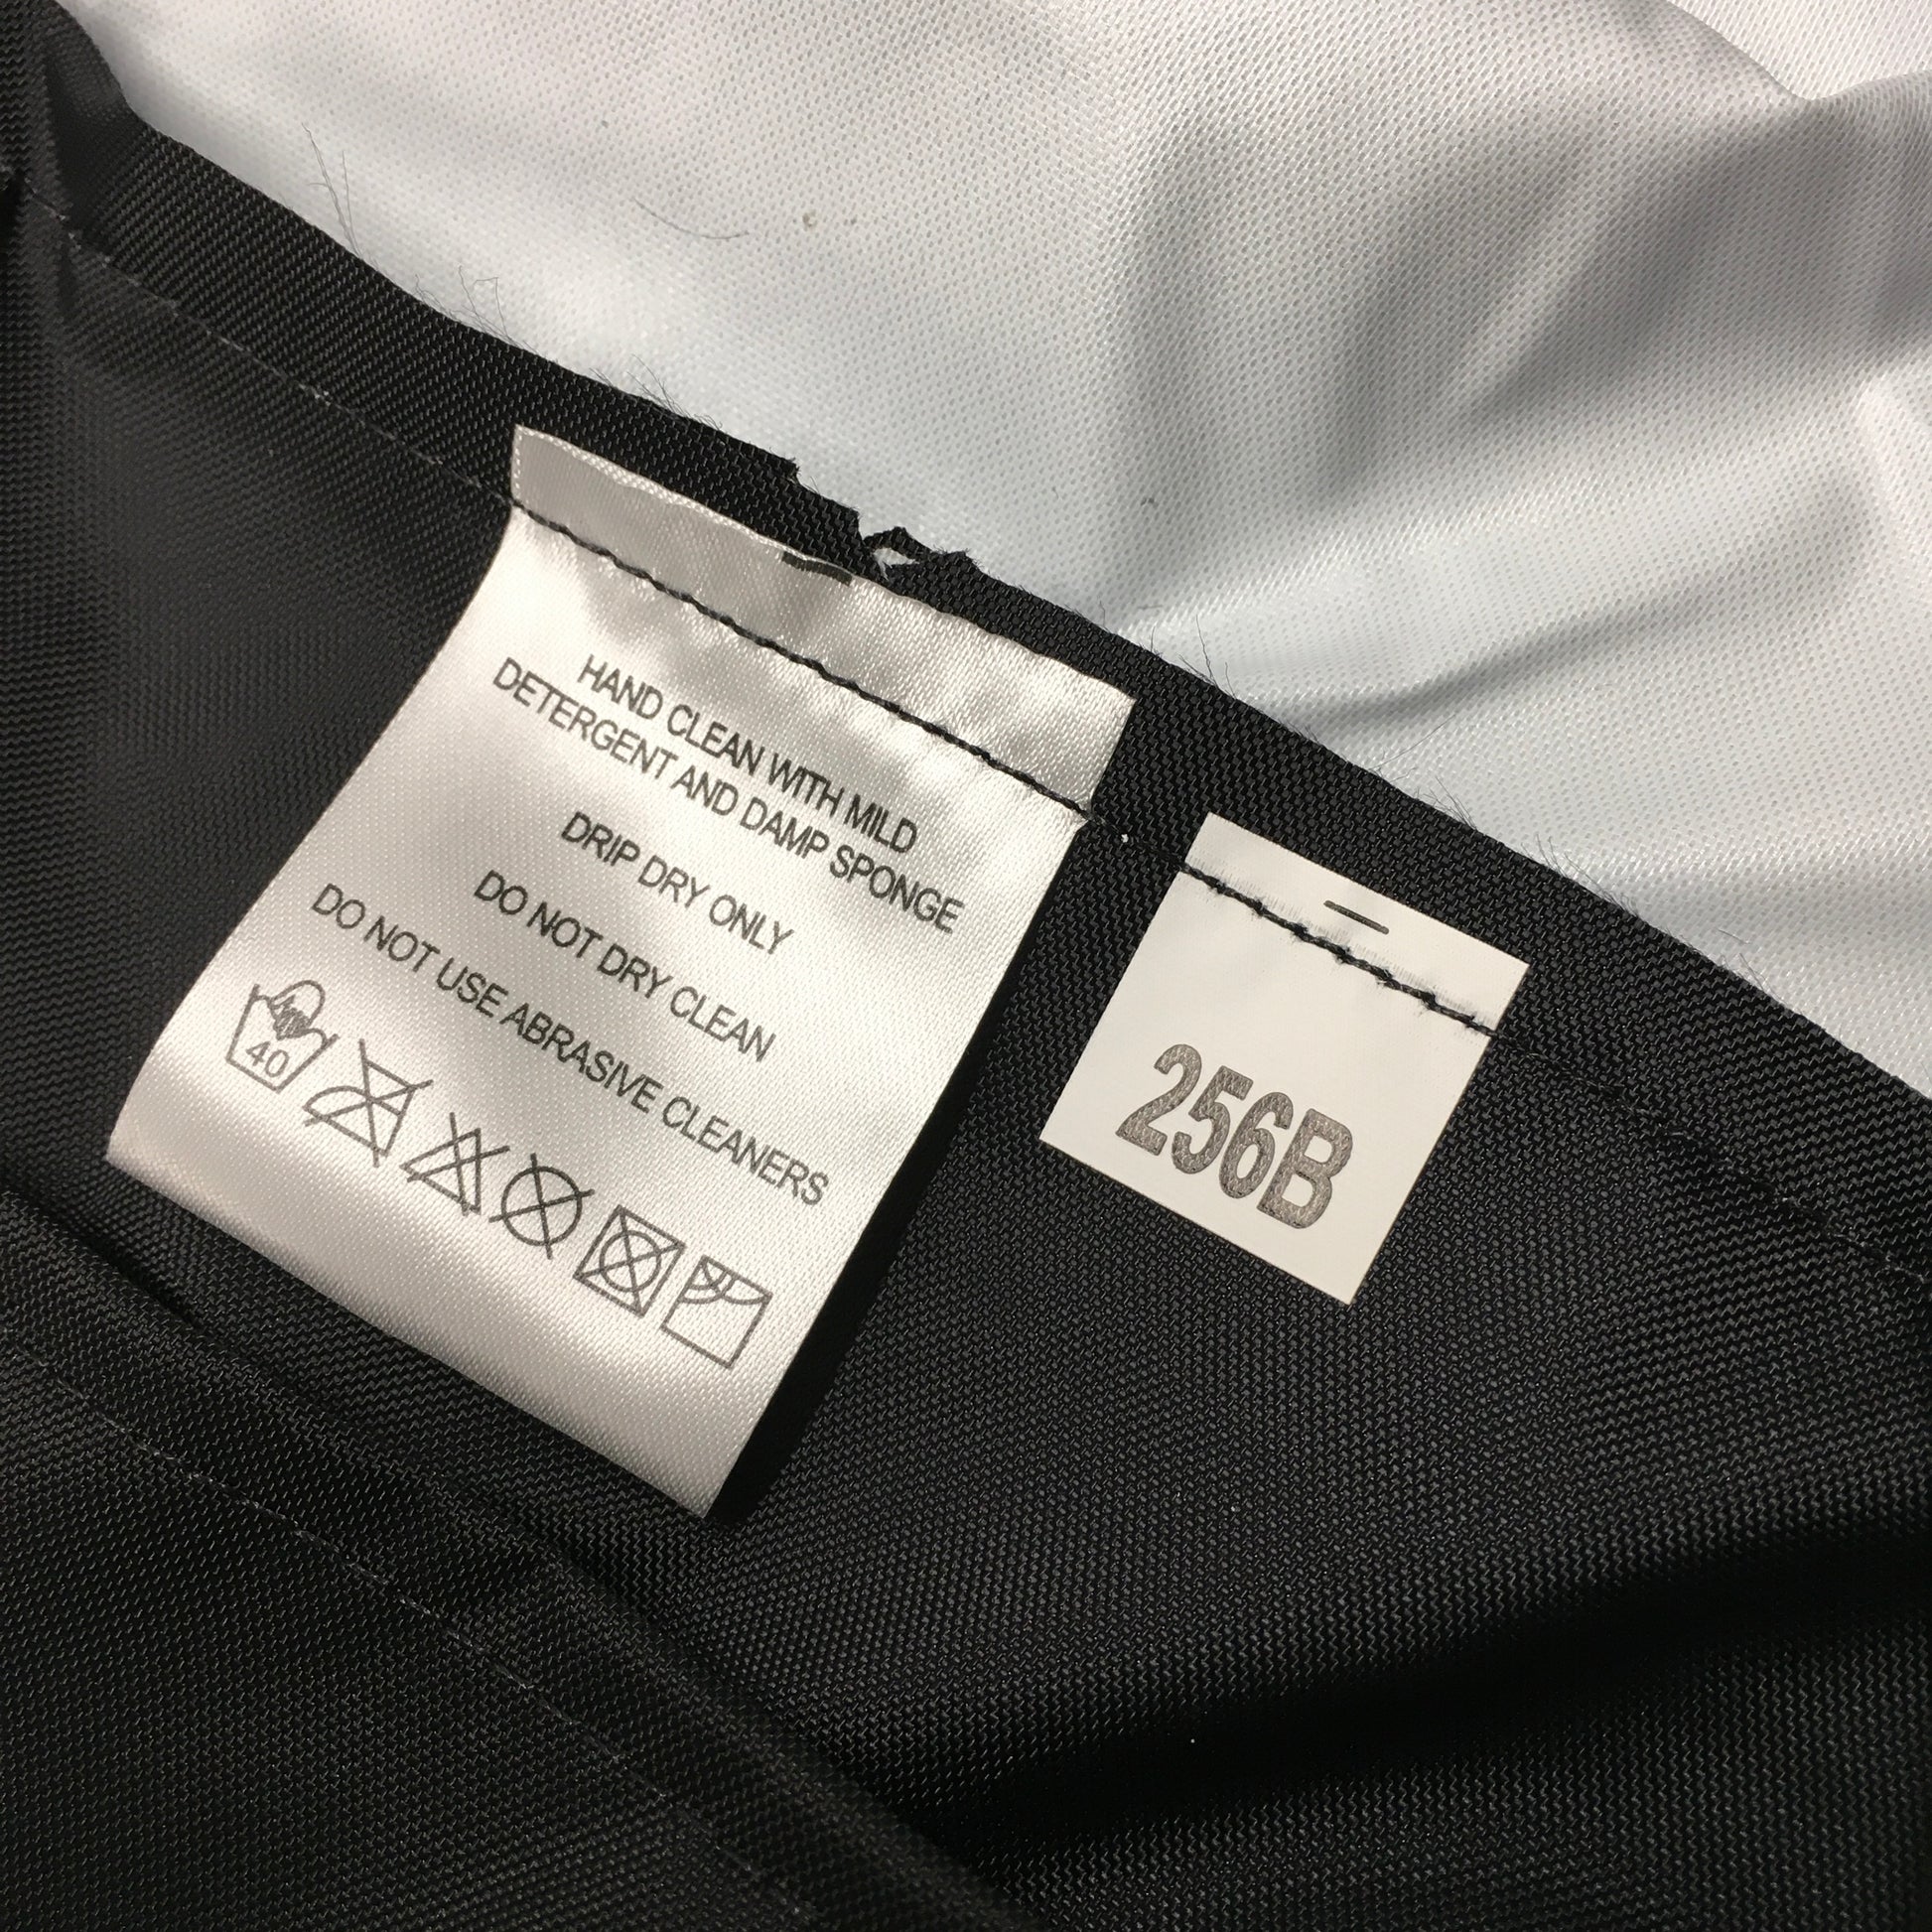 HAND CLEAN WITH MILD
DETERGENT AND DAMP SPONGE
DRIP DRY ONLY
DO NOT DRY CLEAN
DO NOT USE ABRASIVE CLEANERS
40
256B